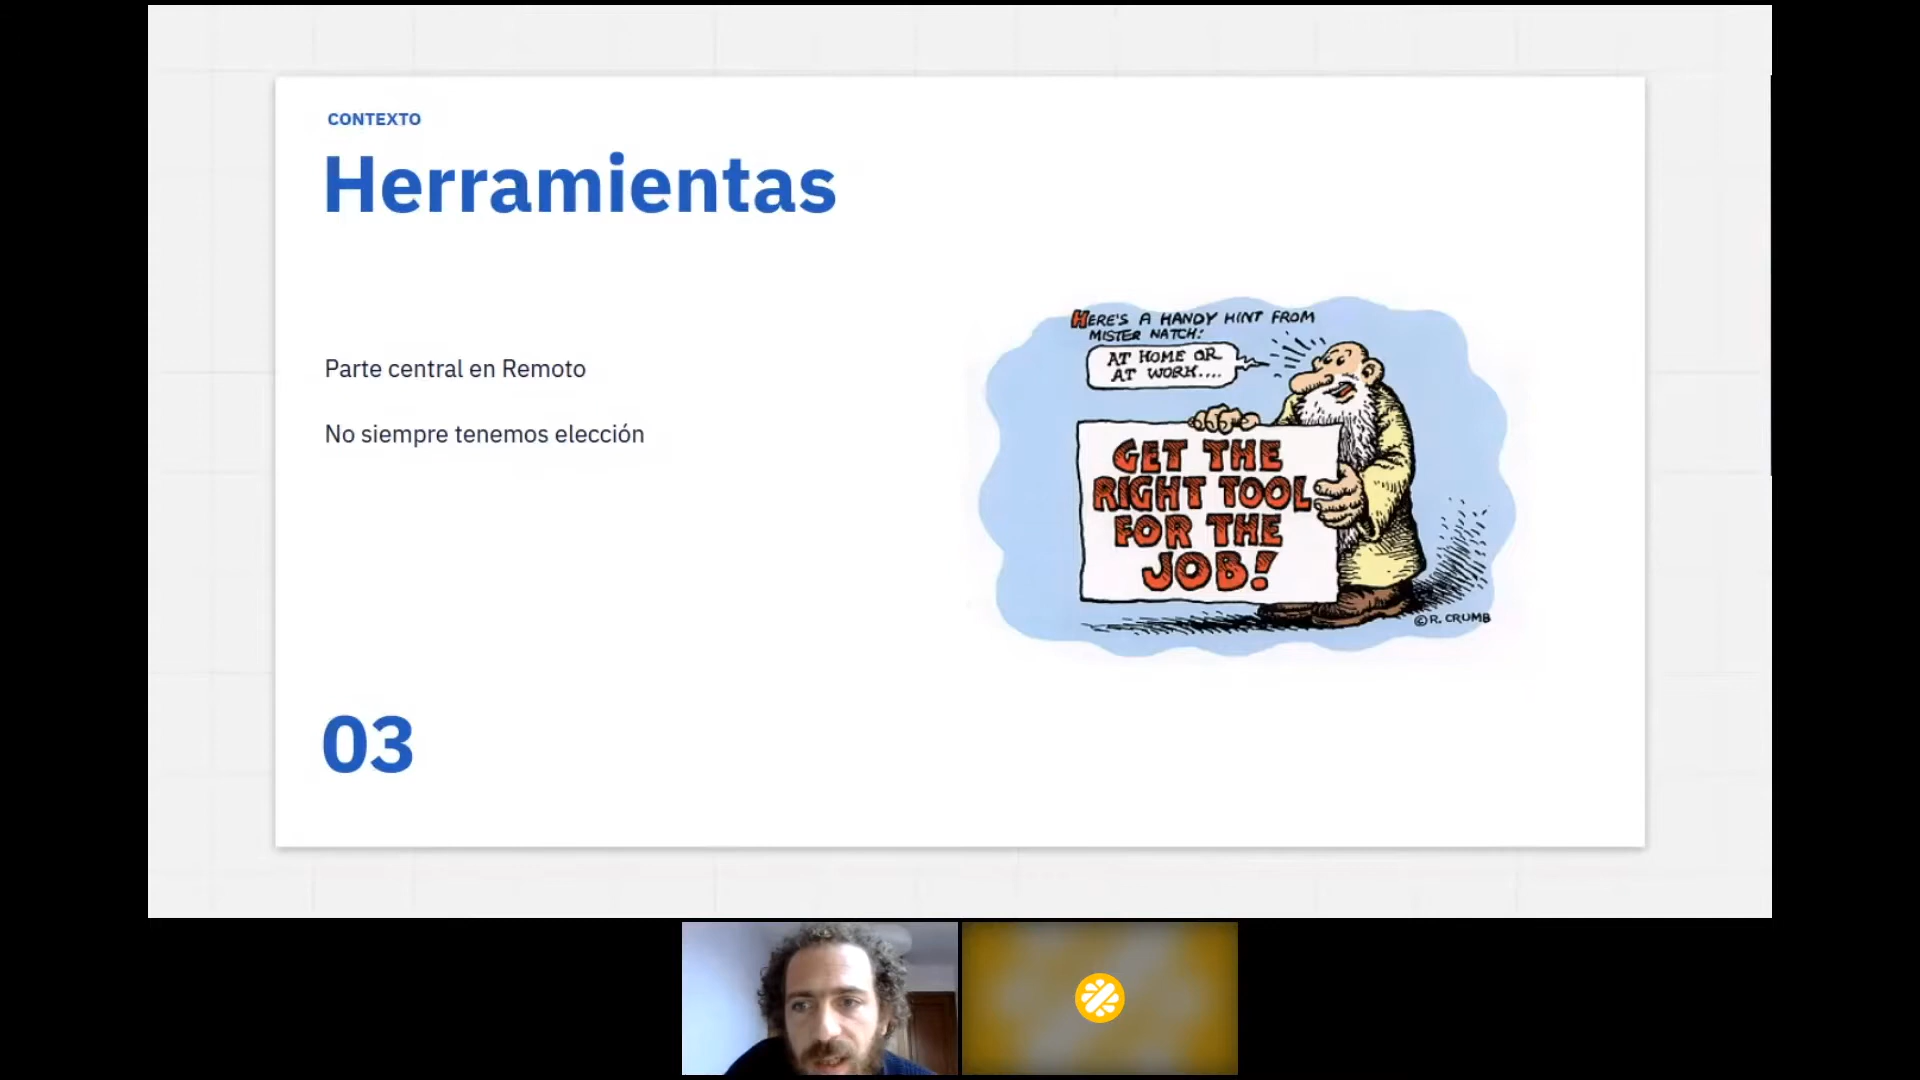 CONTEXTO
Herramientas
Parte central en Remoto
No siempre tenemos elección
HERE'S A HANDY HINT FROM
MISTER NATCH:
AT HOME OR
AT WORK....
GET THE
RIGHT TOOL
FOR THE
JOB!
© R. CRUMB
03